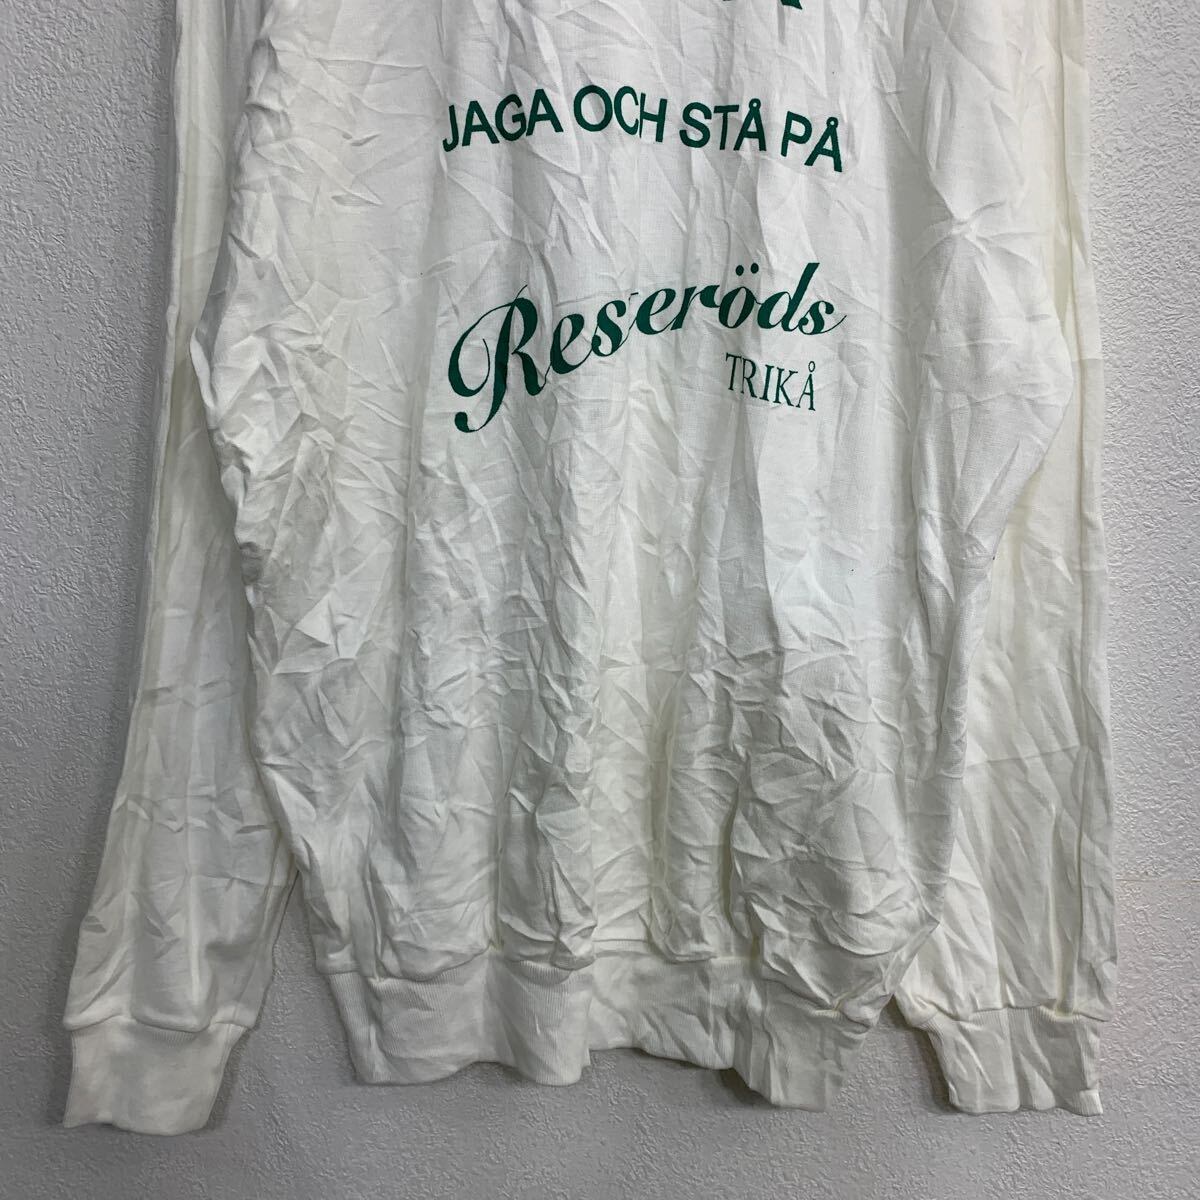 JAGA OCH STÅ PÅ
Reseröds
TRIKÅ